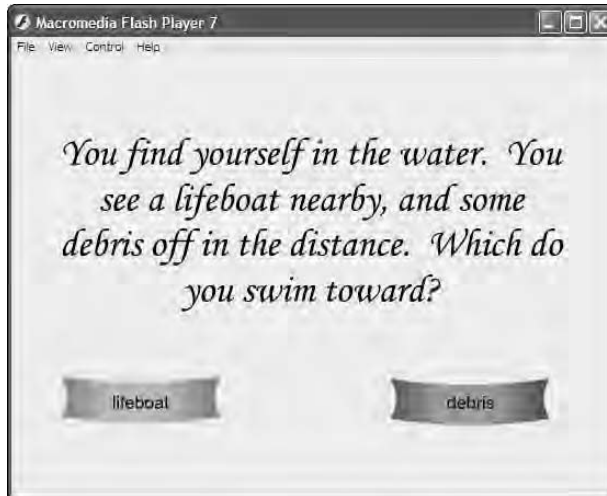 Macromedia Flash Player 7
File View Control Help
You find yourself in the water. You
see a lifeboat nearby, and some
debris off in the distance. Which do
you swim toward?
lifeboat debris